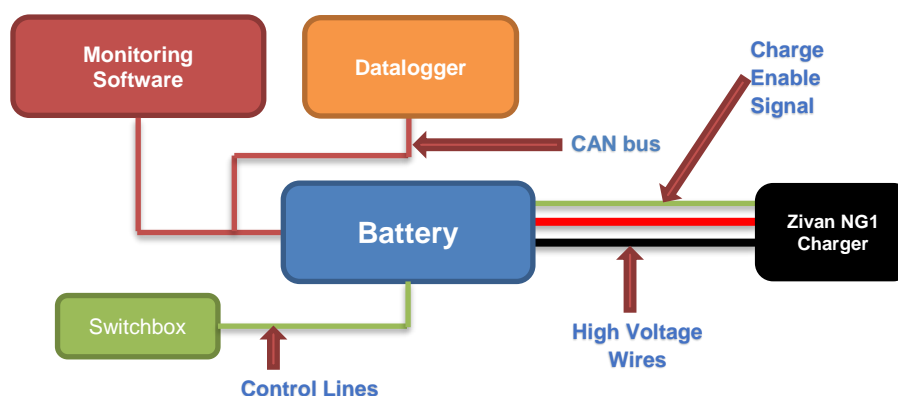 Monitoring
Software
Datalogger
Charge
Enable
Signal
CAN bus
Battery
Zivan NG1
Charger
Switchbox
High Voltage
Wires
Control Lines